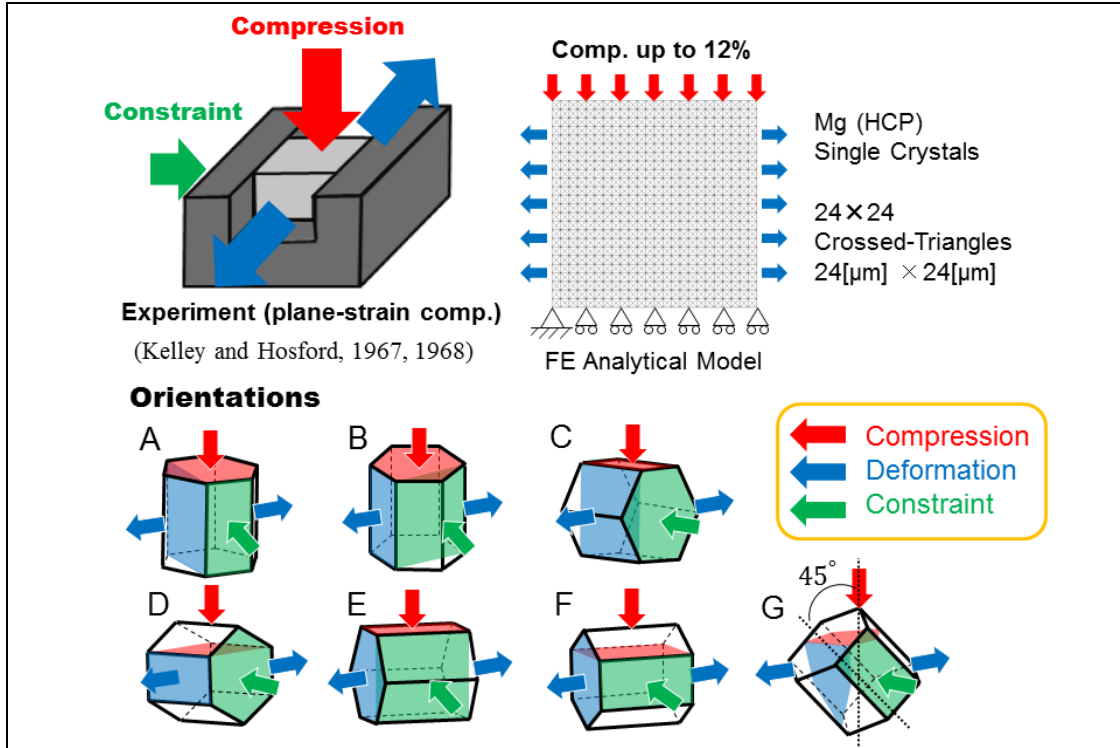 Compression
Constraint
Experiment (plane-strain comp.)
(Kelley and Hosford, 1967, 1968)
Comp. up to 12%
Mg (HCP)
Single Crystals
24×24
Crossed-Triangles
24[μm] ×24[μm]
FE Analytical Model
Orientations
A
B
C
D
E
F
G
45°
Compression
Deformation
Constraint